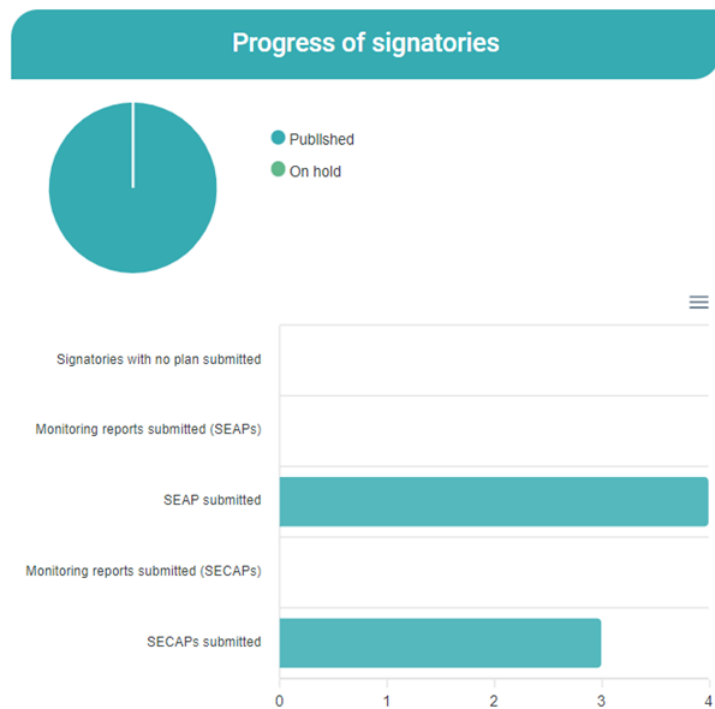 Progress of signatories
Published
On hold
Signatories with no plan submitted
Monitoring reports submitted (SEAPs)
SEAP submitted
Monitoring reports submitted (SECAPs)
SECAPs submitted
0 1 2 3 4